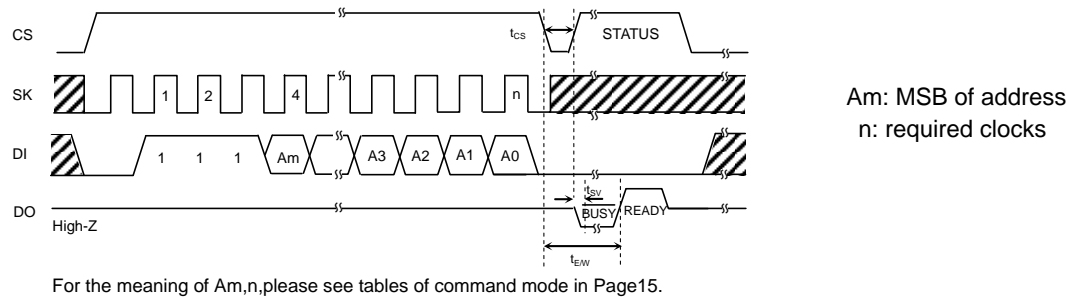 CS
tCS
STATUS
SK
1 2 4 n
DI
1 1 1 Am A3 A2 A1 A0
tSV
DO
BUSY READY
High-Z
tE/W
Am: MSB of address
n: required clocks
For the meaning of Am,n,please see tables of command mode in Page15.